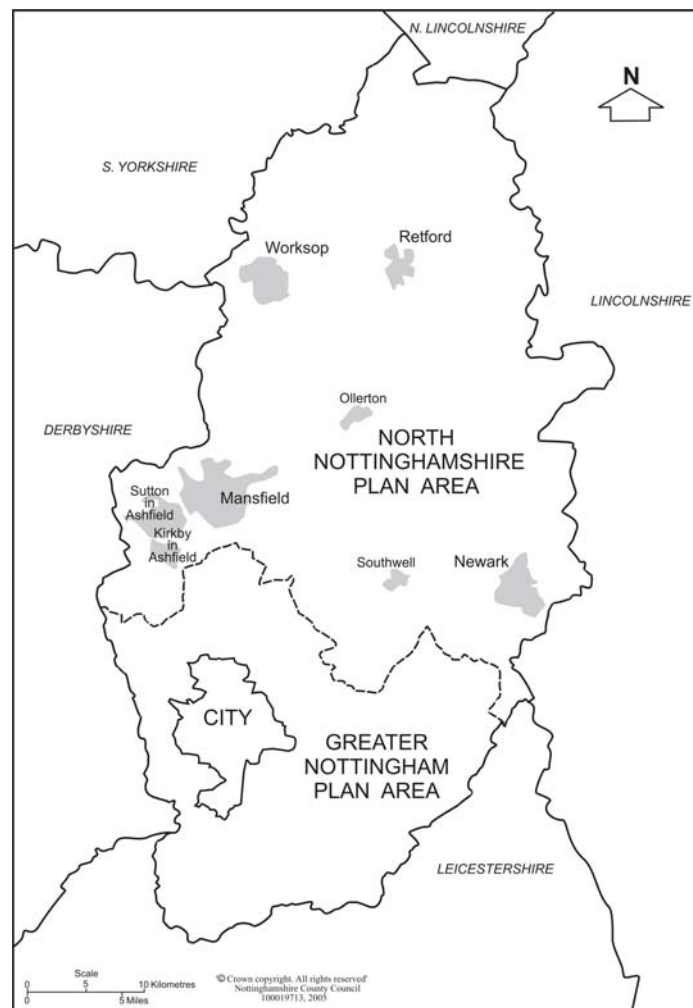 N. LINCOLNSHIRE
N
S. YORKSHIRE
Worksop
Retford
LINCOLNSHIRE
Ollerton
DERBYSHIRE
NORTH
NOTTINGHAMSHIRE
PLAN AREA
Sutton
in
Ashfield
Mansfield
Kirkby
in
Ashfield
Southwell
Newark
CITY
GREATER
NOTTINGHAM
PLAN AREA
LEICESTERSHIRE
Scale
0 5 10 Kilometres
0 5 Miles
'© Crown copyright. All rights reserved'
Nottinghamshire County Council
100019713, 2005